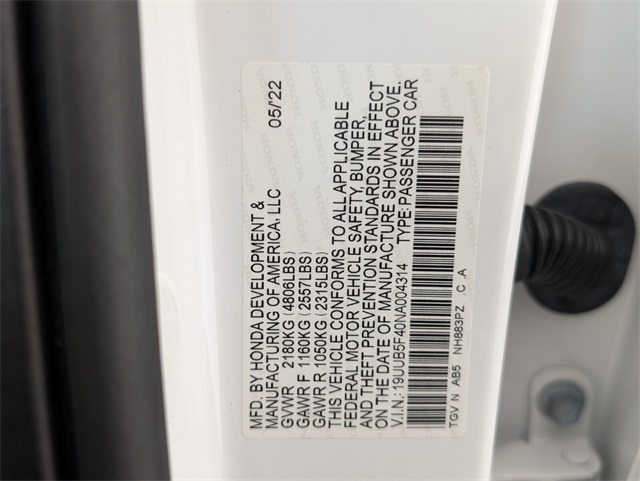 MFD. BY HONDA DEVELOPMENT & 05/22
MANUFACTURING OF AMERICA, LLC
GVWR 2180KG (4806LBS)
GAWR F 1160KG (2557LBS)
GAWR R 1050KG (2315LBS)
THIS VEHICLE CONFORMS TO ALL APPLICABLE
FEDERAL MOTOR VEHICLE SAFETY, BUMPER,
AND THEFT PREVENTION STANDARDS IN EFFECT
ON THE DATE OF MANUFACTURE SHOWN ABOVE.
V.I.N.: 19UUB5F40NA004314 TYPE: PASSENGER CAR
TGV N AB5 NH883PZ .C .A